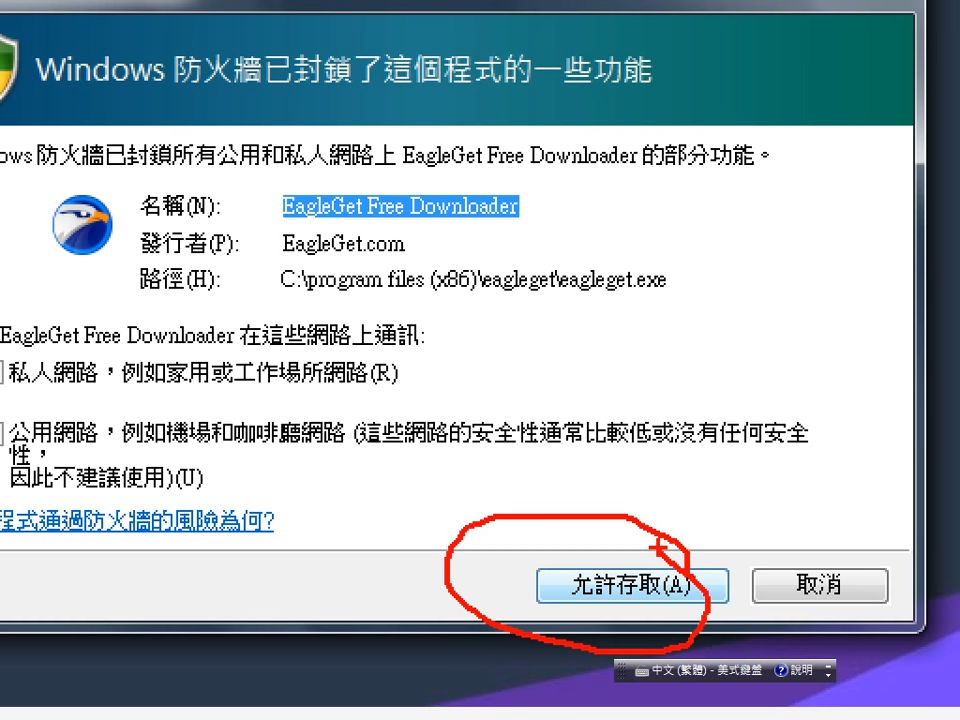 Windows 防火牆已封鎖了這個程式的一些功能
ows 防火牆已封鎖所有公用和私人網路上 EagleGet Free Downloader 的部分功能。
名稱(N): EagleGet Free Downloader
發行者(P): EagleGet.com
路徑(H): C:\program files (x86)\eagleget\eagleget.exe
EagleGet Free Downloader 在這些網路上通訊:
私人網路，例如家用或工作場所網路(R)
公用網路，例如機場和咖啡廳網路 (這些網路的安全性通常比較低或沒有任何安全
性，
因此不建議使用)(U)
程式通過防火牆的風險為何?
允許存取(A) 取消
中文 (繁體) - 美式鍵盤 說明